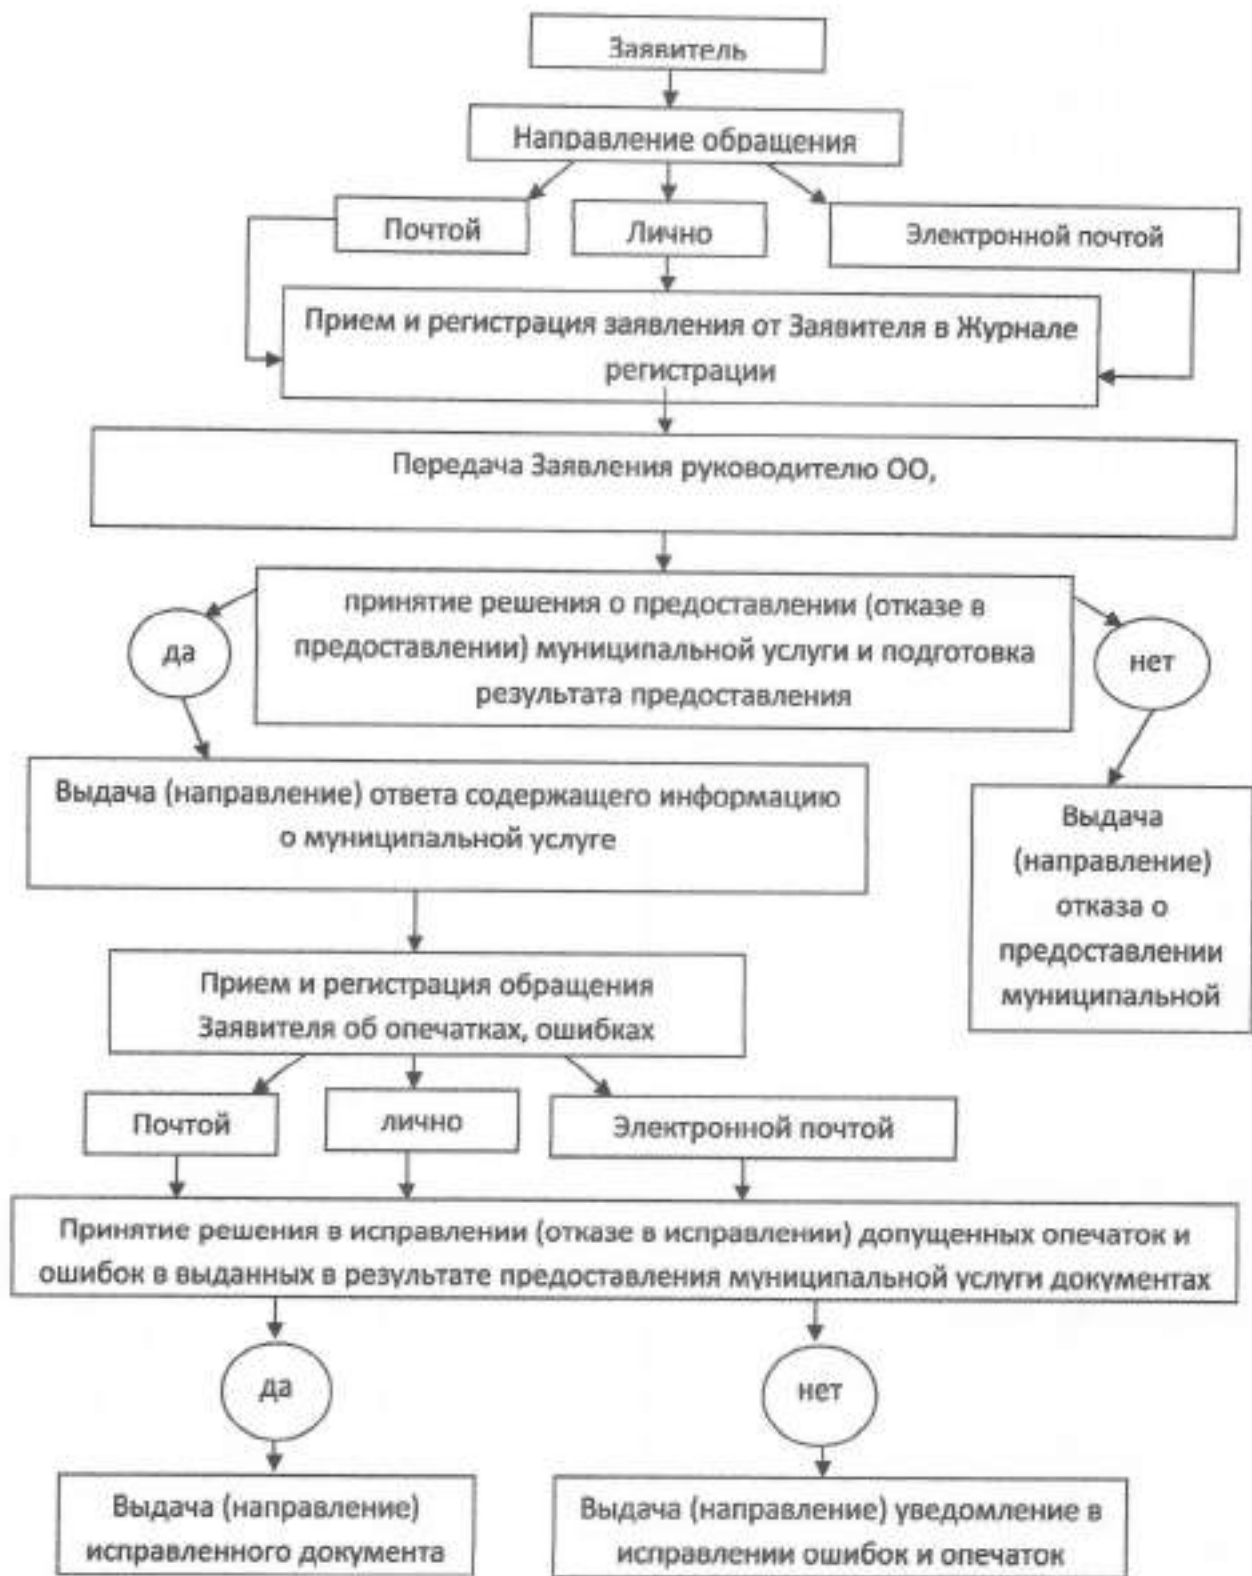 Заявитель
Направление обращения
Почтой
Лично
Электронной почтой
Прием и регистрация заявления от Заявителя в Журнале
регистрации
Передача Заявления руководителю ОО,
принятие решения о предоставлении (отказе в
предоставлении) муниципальной услуги и подготовка
результата предоставления
да
нет
Выдача (направление) ответа содержащего информацию
о муниципальной услуге
Выдача
(направление)
отказа о
предоставлении
муниципальной
Прием и регистрация обращения
Заявителя об опечатках, ошибках
Почтой
лично
Электронной почтой
Принятие решения в исправлении (отказе в исправлении) допущенных опечаток и
ошибок в выданных в результате предоставления муниципальной услуги документах
да
нет
Выдача (направление)
исправленного документа
Выдача (направление) уведомление в
исправлении ошибок и опечаток